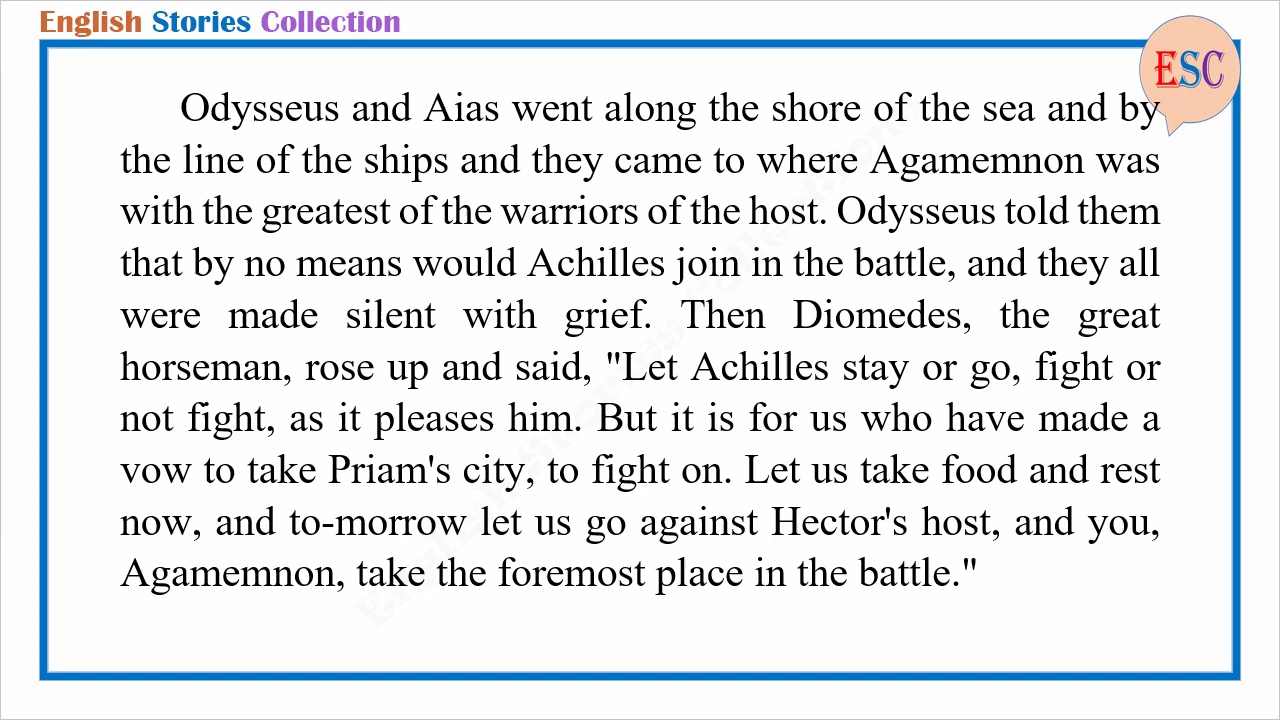 English Stories Collection
ESC
Odysseus and Aias went along the shore of the sea and by
the line of the ships and they came to where Agamemnon was
with the greatest of the warriors of the host. Odysseus told them
that by no means would Achilles join in the battle, and they all
were made silent with grief. Then Diomedes, the great
horseman, rose up and said, "Let Achilles stay or go, fight or
not fight, as it pleases him. But it is for us who have made a
vow to take Priam's city, to fight on. Let us take food and rest
now, and to-morrow let us go against Hector's host, and you,
Agamemnon, take the foremost place in the battle."